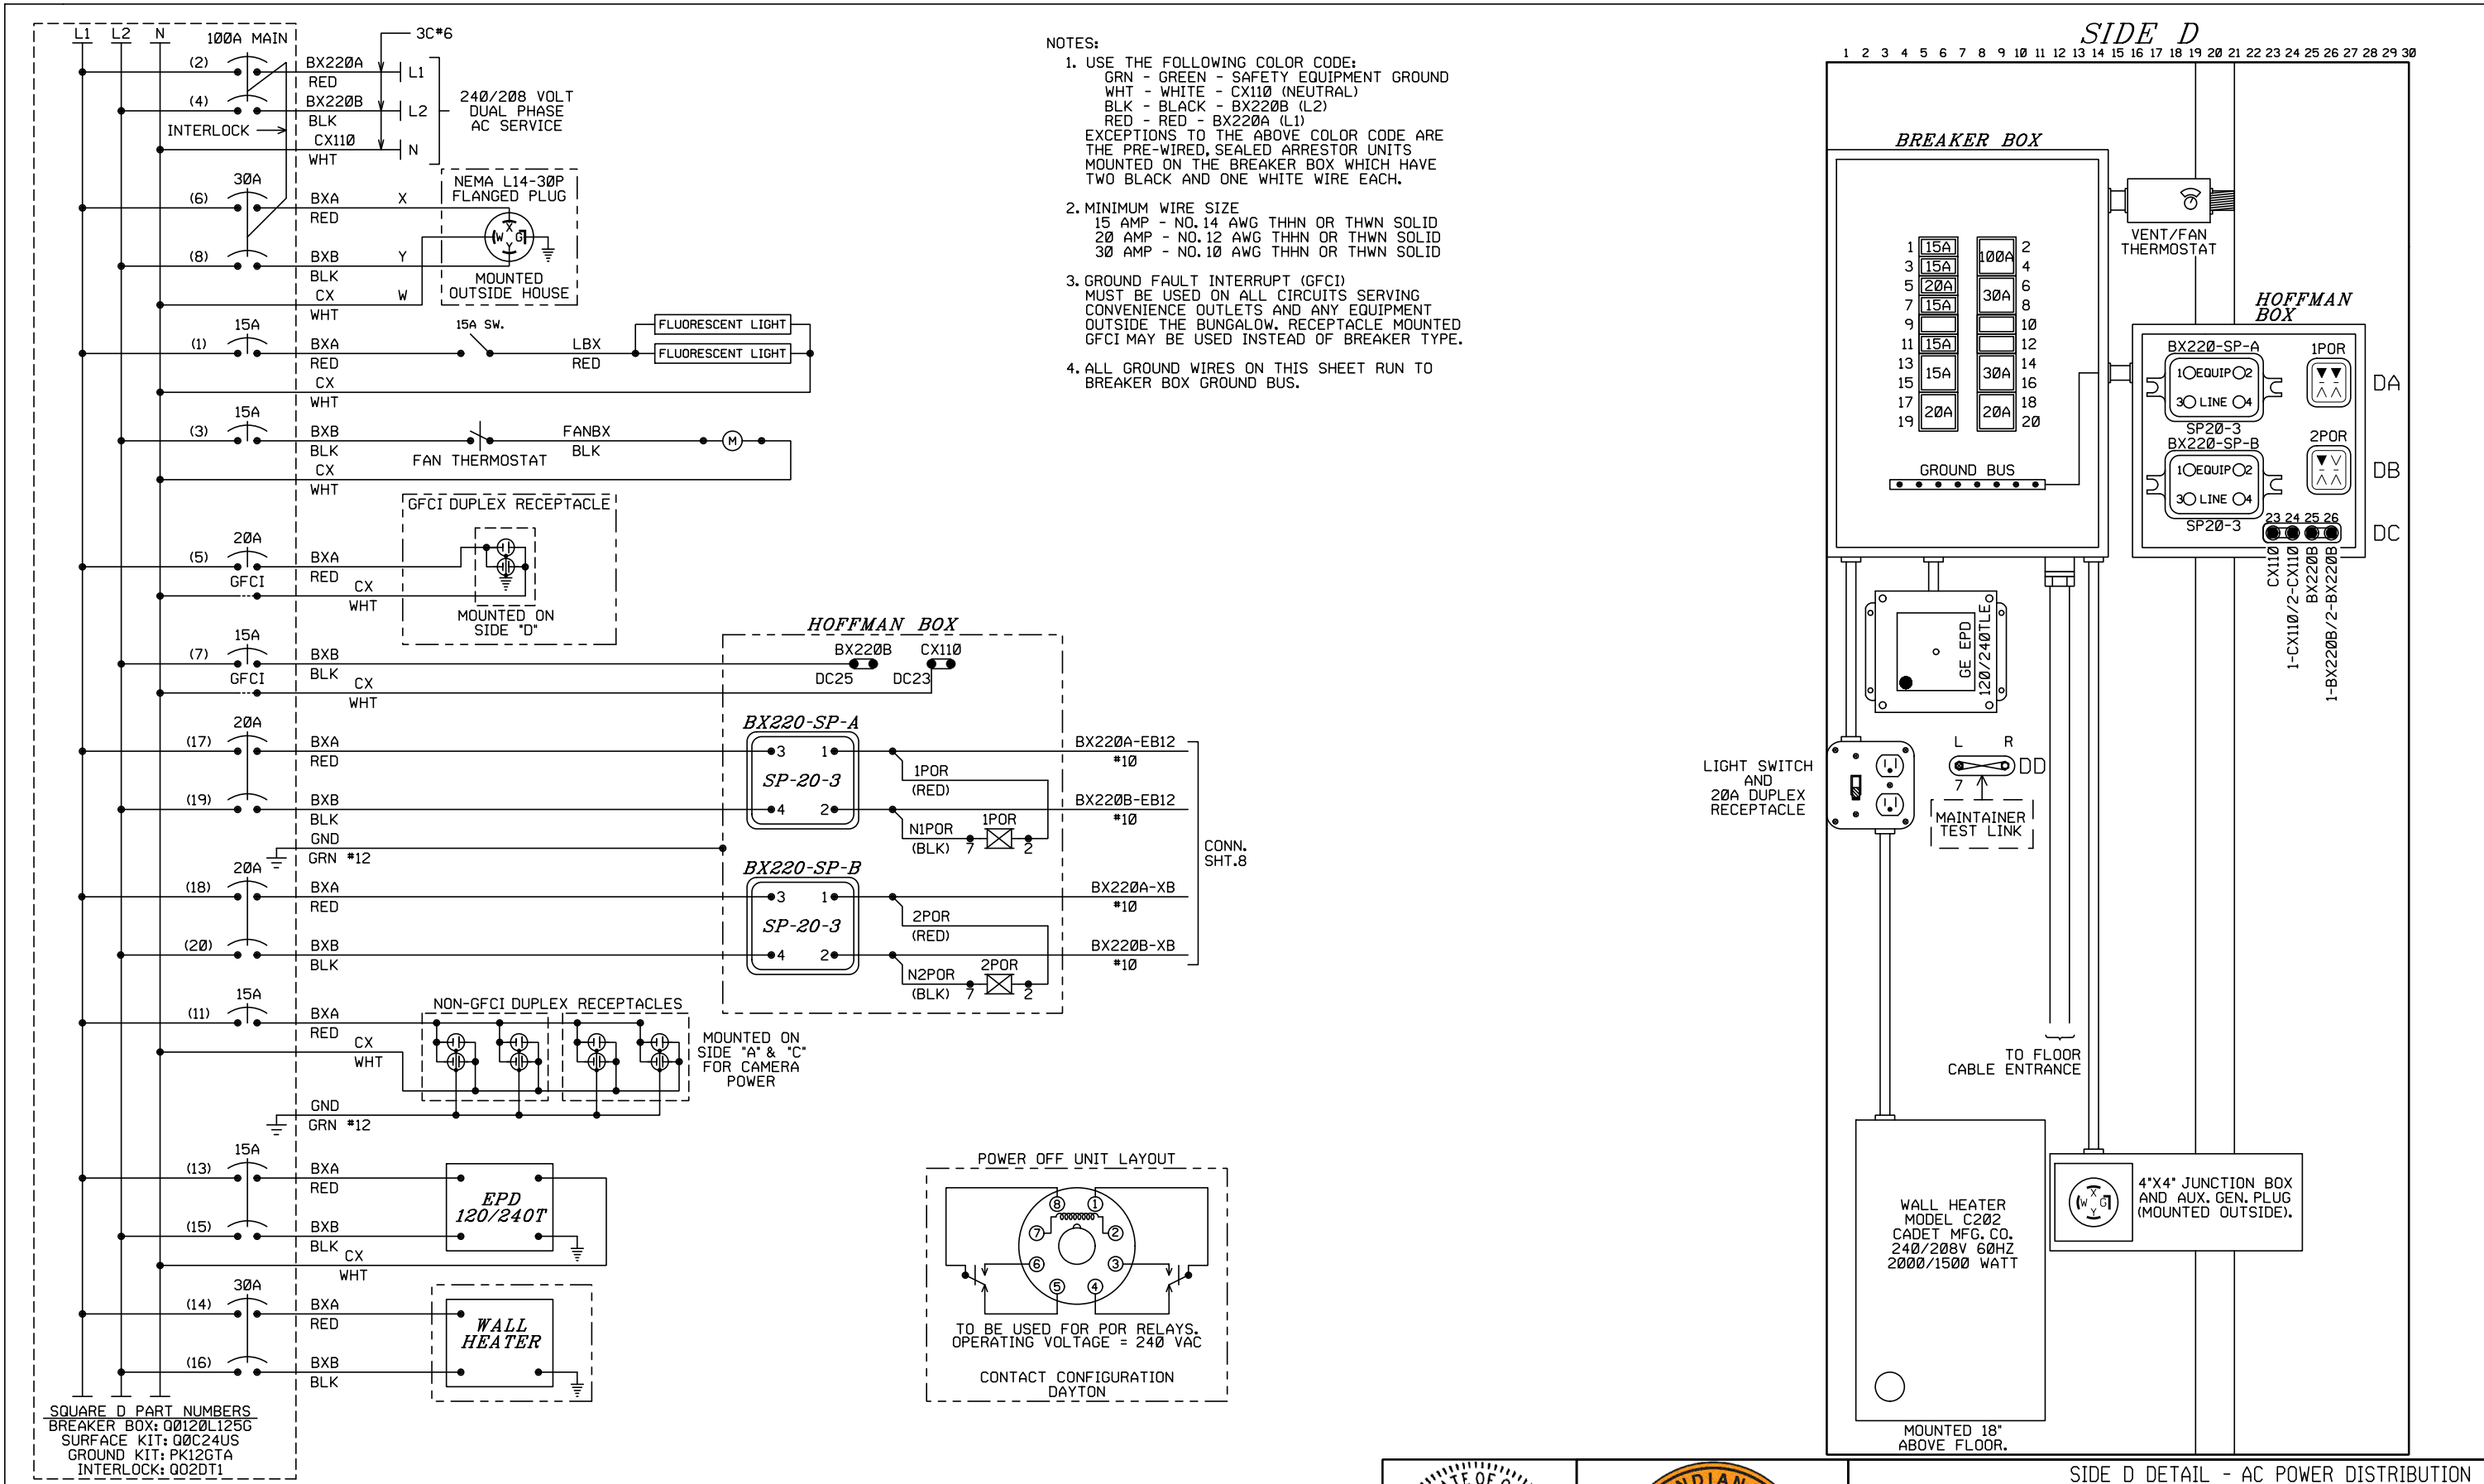 L1 L2 N
100A MAIN
3C#6
(2)
BX220A
RED
L1
(4)
BX220B
BLK
L2
240/208 VOLT
DUAL PHASE
AC SERVICE
INTERLOCK
CX110
WHT
N
30A
(6)
BXA
RED
X
(8)
BXB
BLK
Y
CX
WHT
W
NEMA L14-30P
FLANGED PLUG
W X G
Y
MOUNTED
OUTSIDE HOUSE
15A
(1)
BXA
RED
15A SW.
LBX
RED
FLUORESCENT LIGHT
FLUORESCENT LIGHT
CX
WHT
15A
(3)
BXB
BLK
FAN THERMOSTAT
FANBX
BLK
M
CX
WHT
GFCI DUPLEX RECEPTACLE
20A
(5)
GFCI
BXA
RED
CX
WHT
MOUNTED ON
SIDE "D"
15A
(7)
GFCI
BXB
BLK
CX
WHT
HOFFMAN BOX
BX220B CX110
DC25 DC23
20A
(17)
BXA
RED
(19)
BXB
BLK
GND
GRN #12
BX220-SP-A
3 1
SP-20-3
4 2
1POR
(RED)
N1POR
(BLK)
1POR
7 2
BX220A-EB12
#10
BX220B-EB12
#10
CONN.
SHT.8
20A
(18)
BXA
RED
(20)
BXB
BLK
BX220-SP-B
3 1
SP-20-3
4 2
2POR
(RED)
N2POR
(BLK)
2POR
7 2
BX220A-XB
#10
BX220B-XB
#10
15A
(11)
BXA
RED
CX
WHT
NON-GFCI DUPLEX RECEPTACLES
MOUNTED ON
SIDE "A" & "C"
FOR CAMERA
POWER
GND
GRN #12
15A
(13)
BXA
RED
(15)
BXB
BLK
CX
WHT
EPD
120/240T
30A
(14)
BXA
RED
(16)
BXB
BLK
WALL
HEATER
SQUARE D PART NUMBERS
BREAKER BOX: QO120L125G
SURFACE KIT: QOC24US
GROUND KIT: PK12GTA
INTERLOCK: QO2DT1
POWER OFF UNIT LAYOUT
8 1
7 2
6 3
5 4
TO BE USED FOR POR RELAYS.
OPERATING VOLTAGE = 240 VAC
CONTACT CONFIGURATION
DAYTON
NOTES:
1. USE THE FOLLOWING COLOR CODE:
GRN - GREEN - SAFETY EQUIPMENT GROUND
WHT - WHITE - CX110 (NEUTRAL)
BLK - BLACK - BX220B (L2)
RED - RED - BX220A (L1)
EXCEPTIONS TO THE ABOVE COLOR CODE ARE
THE PRE-WIRED, SEALED ARRESTOR UNITS
MOUNTED ON THE BREAKER BOX WHICH HAVE
TWO BLACK AND ONE WHITE WIRE EACH.
2. MINIMUM WIRE SIZE
15 AMP - NO.14 AWG THHN OR THWN SOLID
20 AMP - NO.12 AWG THHN OR THWN SOLID
30 AMP - NO.10 AWG THHN OR THWN SOLID
3. GROUND FAULT INTERRUPT (GFCI)
MUST BE USED ON ALL CIRCUITS SERVING
CONVENIENCE OUTLETS AND ANY EQUIPMENT
OUTSIDE THE BUNGALOW. RECEPTACLE MOUNTED
GFCI MAY BE USED INSTEAD OF BREAKER TYPE.
4. ALL GROUND WIRES ON THIS SHEET RUN TO
BREAKER BOX GROUND BUS.
SIDE D
1 2 3 4 5 6 7 8 9 10 11 12 13 14 15 16 17 18 19 20 21 22 23 24 25 26 27 28 29 30
BREAKER BOX
1 15A 100A 2
3 15A 4
5 20A 30A 6
7 15A 8
9 10
11 15A 12
13 15A 30A 14
15 16
17 20A 20A 18
19 20
GROUND BUS
VENT/FAN
THERMOSTAT
HOFFMAN
BOX
BX220-SP-A
1 EQUIP 2
3 LINE 4
SP20-3
1POR
DA
BX220-SP-B
1 EQUIP 2
3 LINE 4
SP20-3
2POR
DB
23 24 25 26
DC
CX110
1-CX110/2-CX110
BX220B
1-BX220B/2-BX220B
GE EPD
120/240TLE
LIGHT SWITCH
AND
20A DUPLEX
RECEPTACLE
L R
DD
7
MAINTAINER
TEST LINK
TO FLOOR
CABLE ENTRANCE
WALL HEATER
MODEL C202
CADET MFG. CO.
240/208V 60HZ
2000/1500 WATT
MOUNTED 18"
ABOVE FLOOR.
W X G
Y
4"X4" JUNCTION BOX
AND AUX. GEN. PLUG
(MOUNTED OUTSIDE).
INDIAN
SIDE D DETAIL - AC POWER DISTRIBUTION